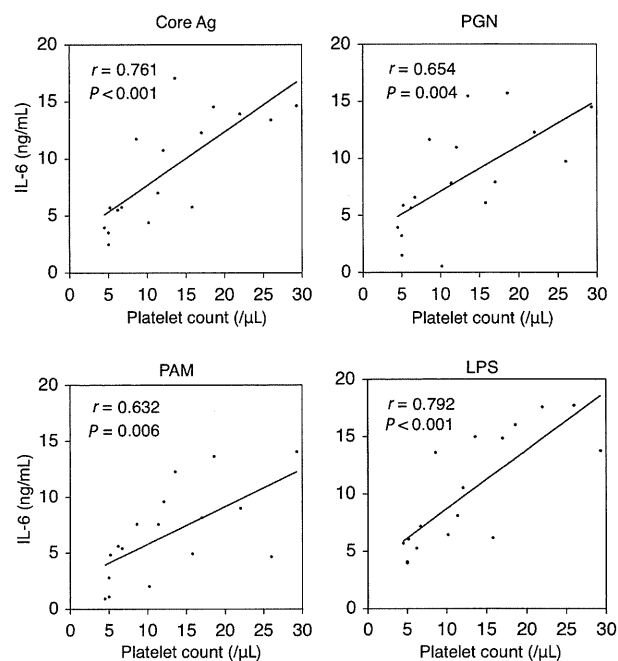 Core Ag
r = 0.761
P < 0.001
IL-6 (ng/mL)
20
15
10
5
0
0 5 10 15 20 25 30
Platelet count (/µL)
PGN
r = 0.654
P = 0.004
20
15
10
5
0
0 5 10 15 20 25 30
Platelet count (/µL)
PAM
r = 0.632
P = 0.006
IL-6 (ng/mL)
20
15
10
5
0
0 5 10 15 20 25 30
Platelet count (/µL)
LPS
r = 0.792
P < 0.001
20
15
10
5
0
0 5 10 15 20 25 30
Platelet count (/µL)